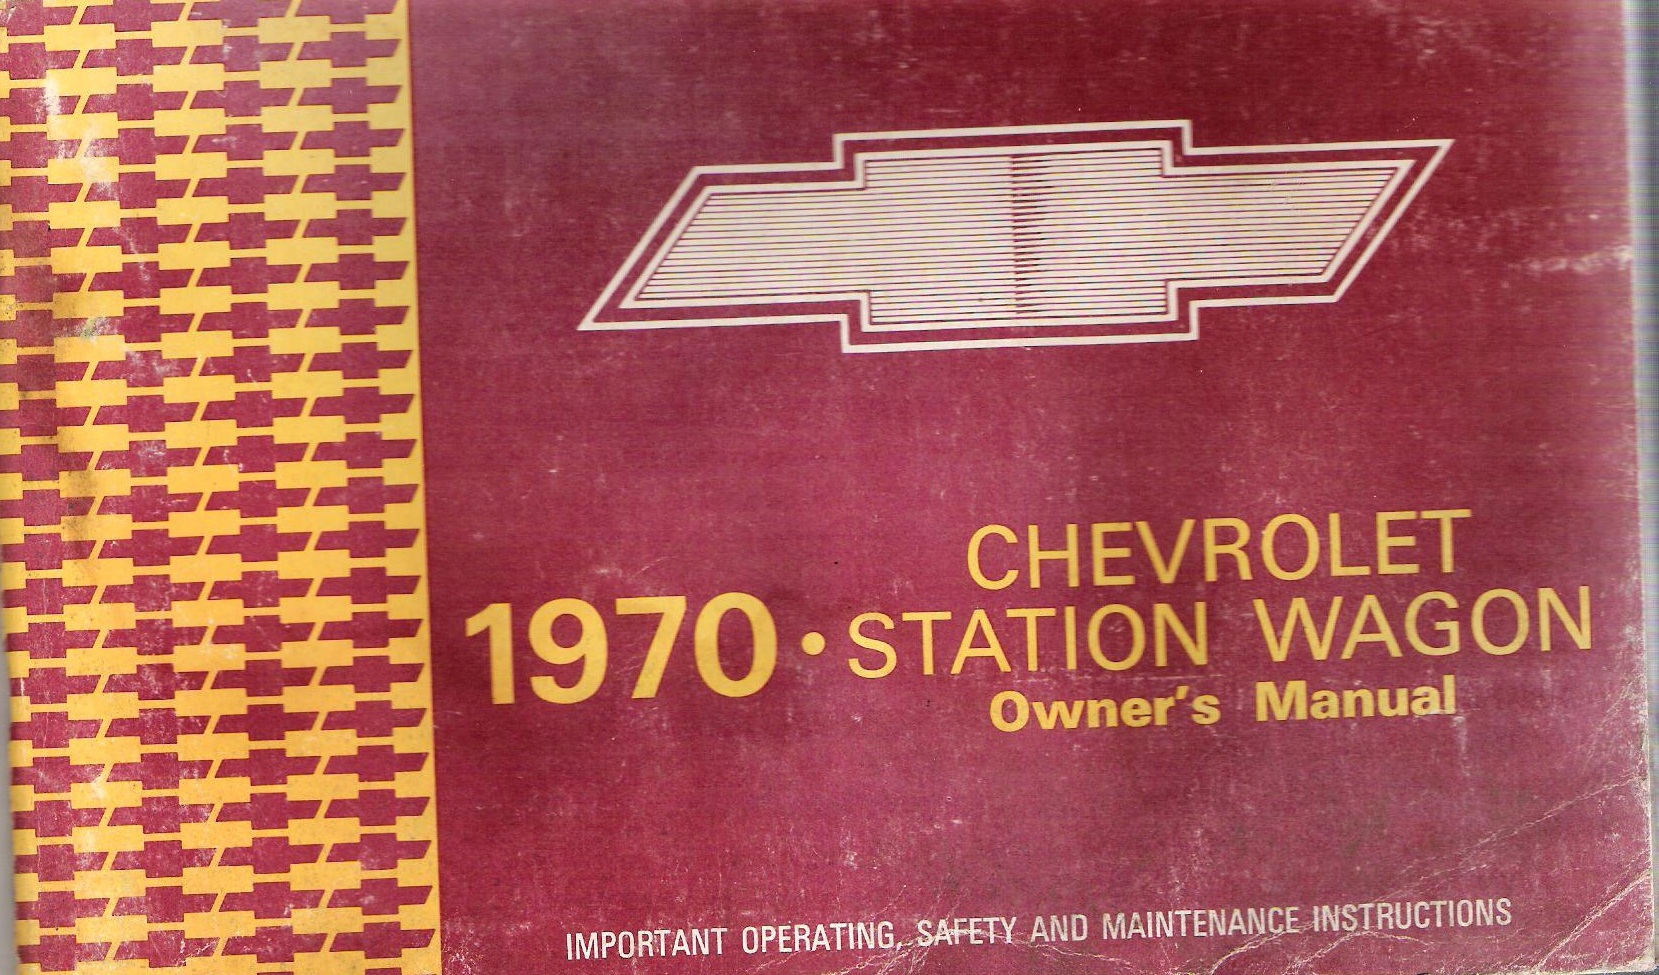 CHEVROLET
1970 • STATION WAGON
Owner's Manual
IMPORTANT OPERATING, SAFETY AND MAINTENANCE INSTRUCTIONS